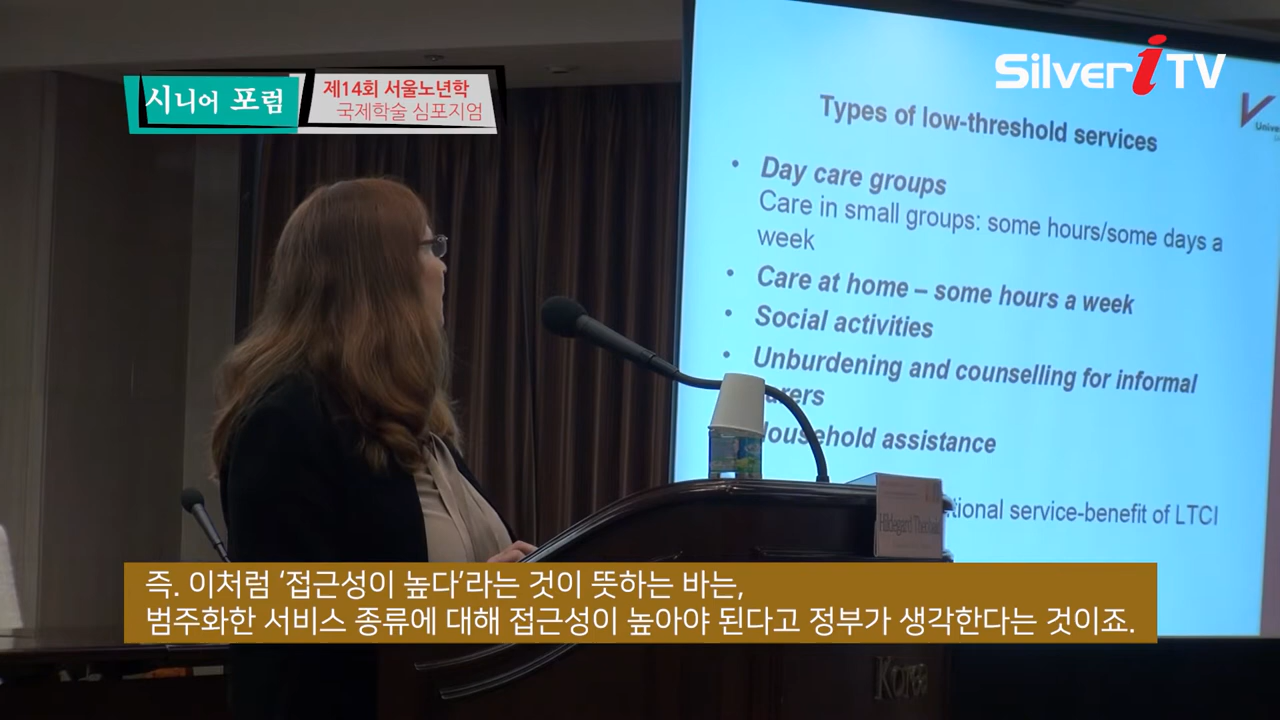 시니어 포럼
제14회 서울노년학
국제학술 심포지엄
Silver i TV
Types of low-threshold services
• Day care groups
Care in small groups: some hours/some days a
week
• Care at home – some hours a week
• Social activities
• Unburdening and counselling for informal
household assistance
service-benefit of LTCI
Hildegard
Korea
즉. 이처럼 ‘접근성이 높다’라는 것이 뜻하는 바는,
범주화한 서비스 종류에 대해 접근성이 높아야 된다고 정부가 생각한다는 것이죠.